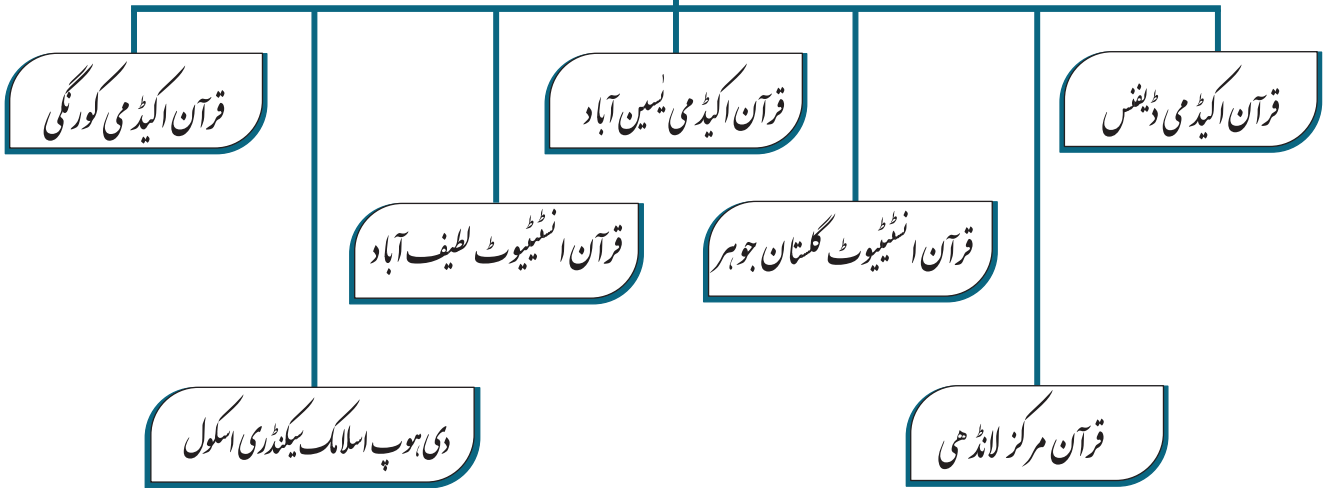 قرآن اکیڈمی ڈیفنس
قرآن اکیڈمی یٰسین آباد
قرآن اکیڈمی کورنگی
قرآن انسٹیٹیوٹ گلستان جوہر
قرآن انسٹیٹیوٹ لطیف آباد
قرآن مرکز لانڈھی
دی ہوپ اسلامک سیکنڈری اسکول